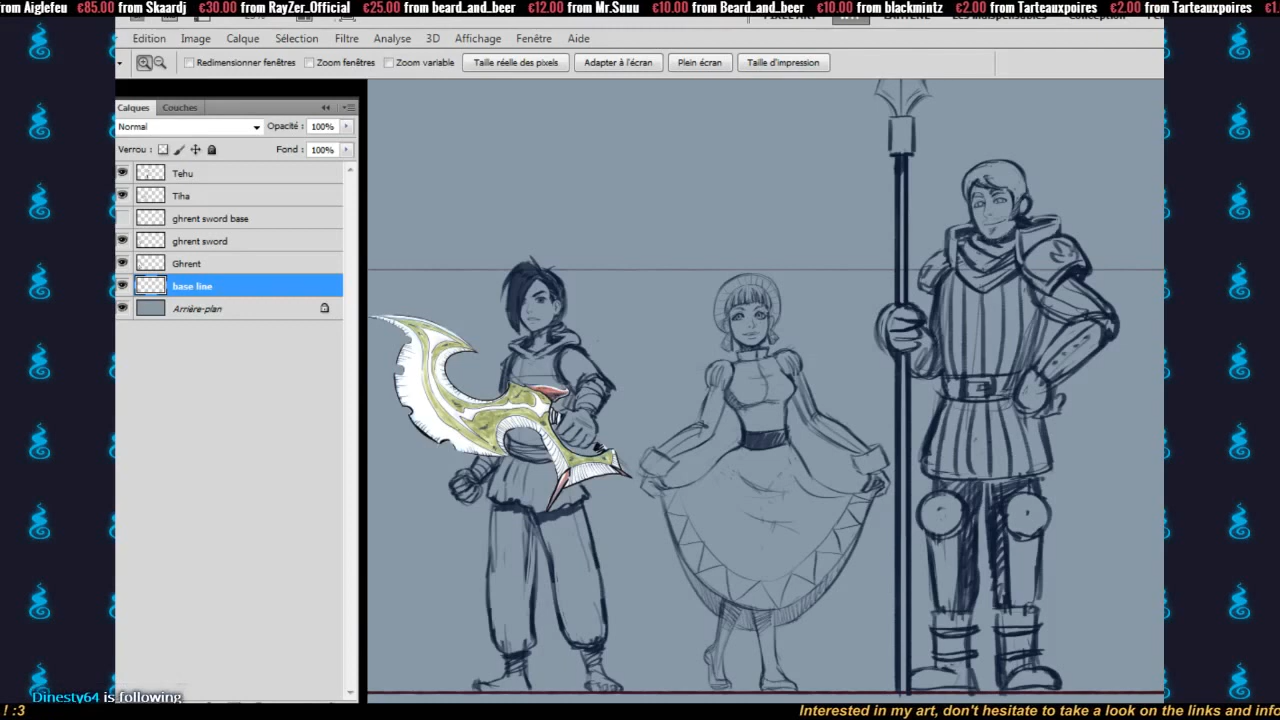 from Aiglefeu €85.00 from Skaardj €30.00 from RayZer_Official €25.00 from beard_and_beer €12.00 from Mr.Suuu €10.00 from Beard_and_beer €10.00 from blackmintz €2.00 from Tarteauxpoires €2.00 from Tarteauxpoires €1.
Edition Image Calque Sélection Filtre Analyse 3D Affichage Fenêtre Aide
Redimensionner fenêtres Zoom fenêtres Zoom variable Taille réelle des pixels Adapter à l'écran Plein écran Taille d'impression
Calques Couches
Normal Opacité : 100%
Verrou : Fond : 100%
Tehu
Tiha
ghrent sword base
ghrent sword
Ghrent
base line
Arrière-plan
Dinesty64 is following
! :3 Interested in my art, don't hesitate to take a look on the links and info